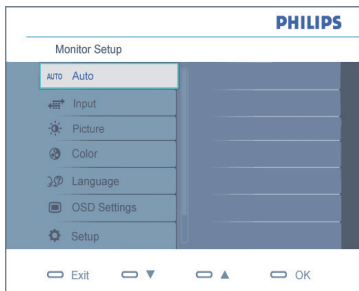 PHILIPS
Monitor Setup
AUTO Auto
Input
Picture
Color
Language
OSD Settings
Setup
Exit ▼ ▲ OK